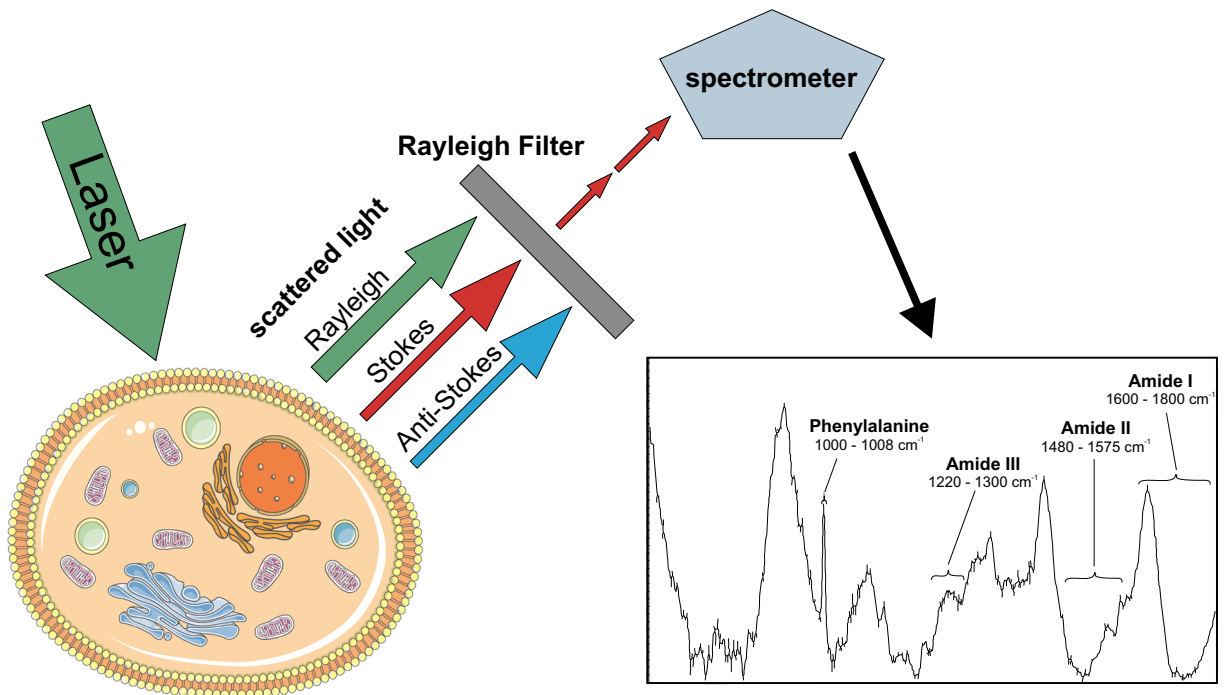 spectrometer
Rayleigh Filter
Laser
scattered light
Rayleigh
Stokes
Anti-Stokes
Amide I
1600 - 1800 cm⁻¹
Phenylalanine
1000 - 1008 cm⁻¹
Amide II
1480 - 1575 cm⁻¹
Amide III
1220 - 1300 cm⁻¹